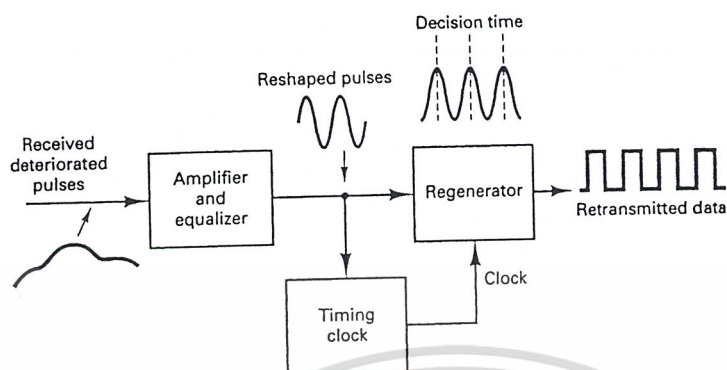 Decision time
Reshaped pulses
Received
deteriorated
pulses
Amplifier
and
equalizer
Regenerator
Retransmitted data
Clock
Timing
clock